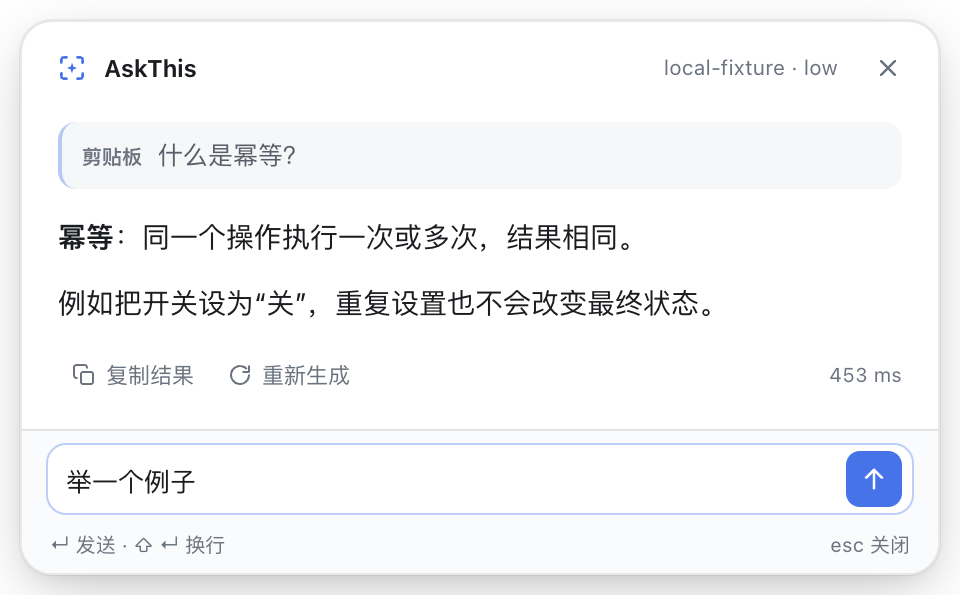 AskThis
local-fixture · low
剪贴板 什么是幂等?
幂等：同一个操作执行一次或多次，结果相同。
例如把开关设为“关”，重复设置也不会改变最终状态。
复制结果 重新生成 453 ms
举一个例子
↵ 发送 · ⇧ ↵ 换行 esc 关闭